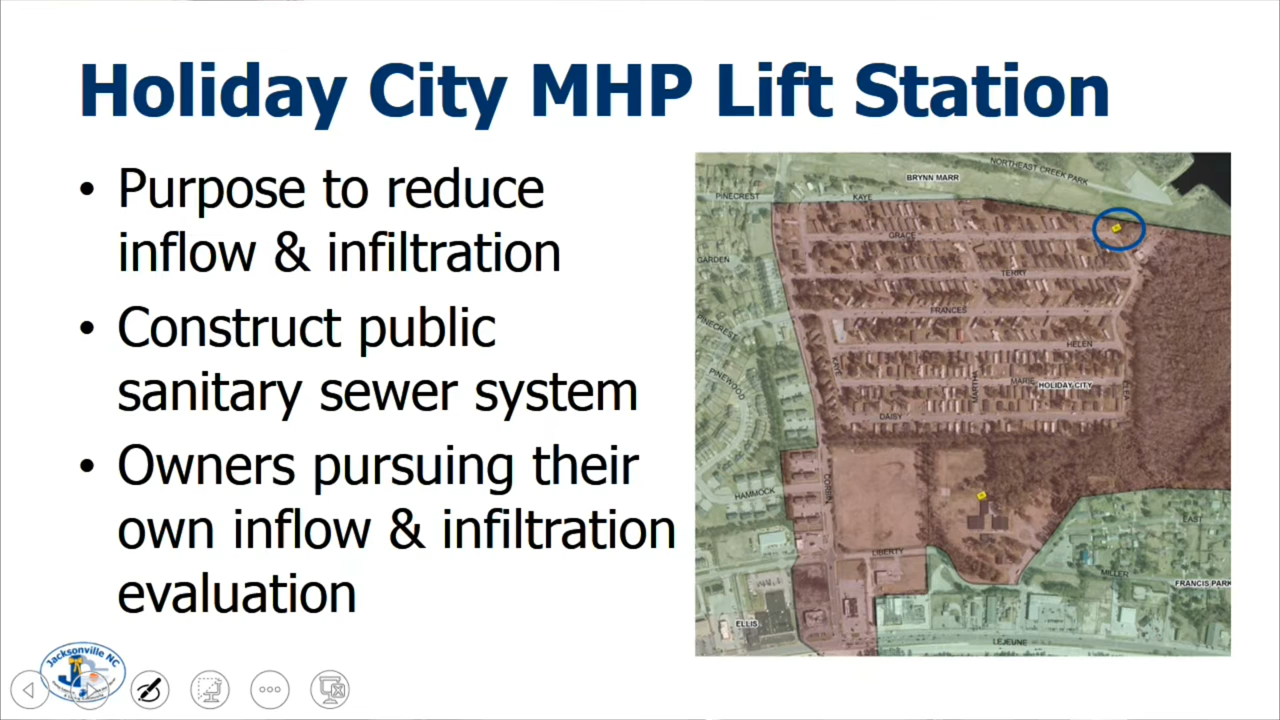 Holiday City MHP Lift Station
• Purpose to reduce
inflow & infiltration
• Construct public
sanitary sewer system
• Owners pursuing their
own inflow & infiltration
evaluation
NORTHEAST CREEK PARK
BRYNN MARR
PINECREST
KAYE
GRACE
GARDEN
TERRY
FRANCES
PINECREST
HELEN
KAYE
PINEWOOD
MARTHA
MARIE
HOLIDAY CITY
DAISY
CORBIN
HAMMOCK
EAST
LIBERTY
MILLER
FRANCIS PARK
ELLIS
LEJEUNE
Jacksonville NC